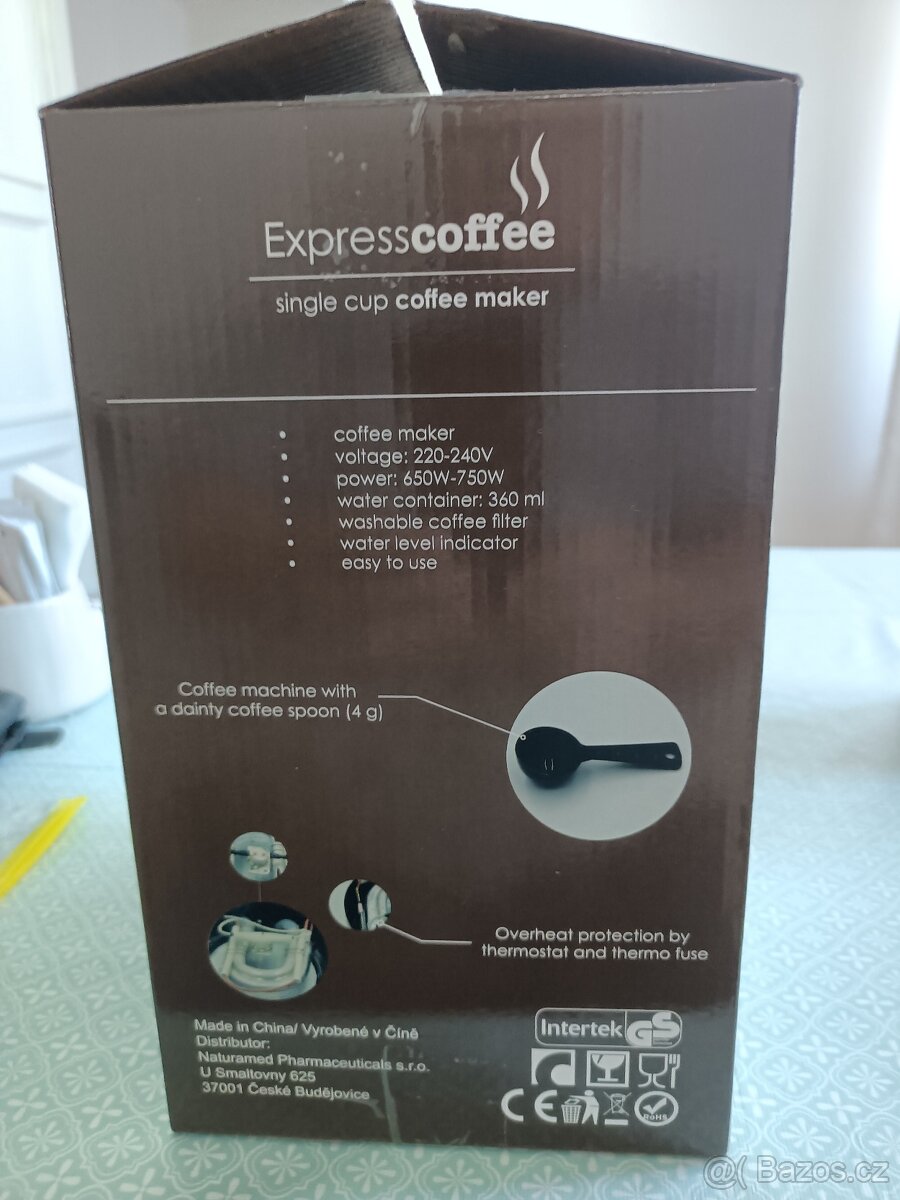 Expresscoffee
single cup coffee maker
• coffee maker
• voltage: 220-240V
• power: 650W-750W
• water container: 360 ml
• washable coffee filter
• water level indicator
• easy to use
Coffee machine with
a dainty coffee spoon (4 g)
Overheat protection by
thermostat and thermo fuse
Made in China/ Vyrobené v Číně
Distributor:
Naturamed Pharmaceuticals s.r.o.
U Smaltovny 625
37001 České Budějovice
Intertek GS
CE
RoHS
@( Bazos.cz